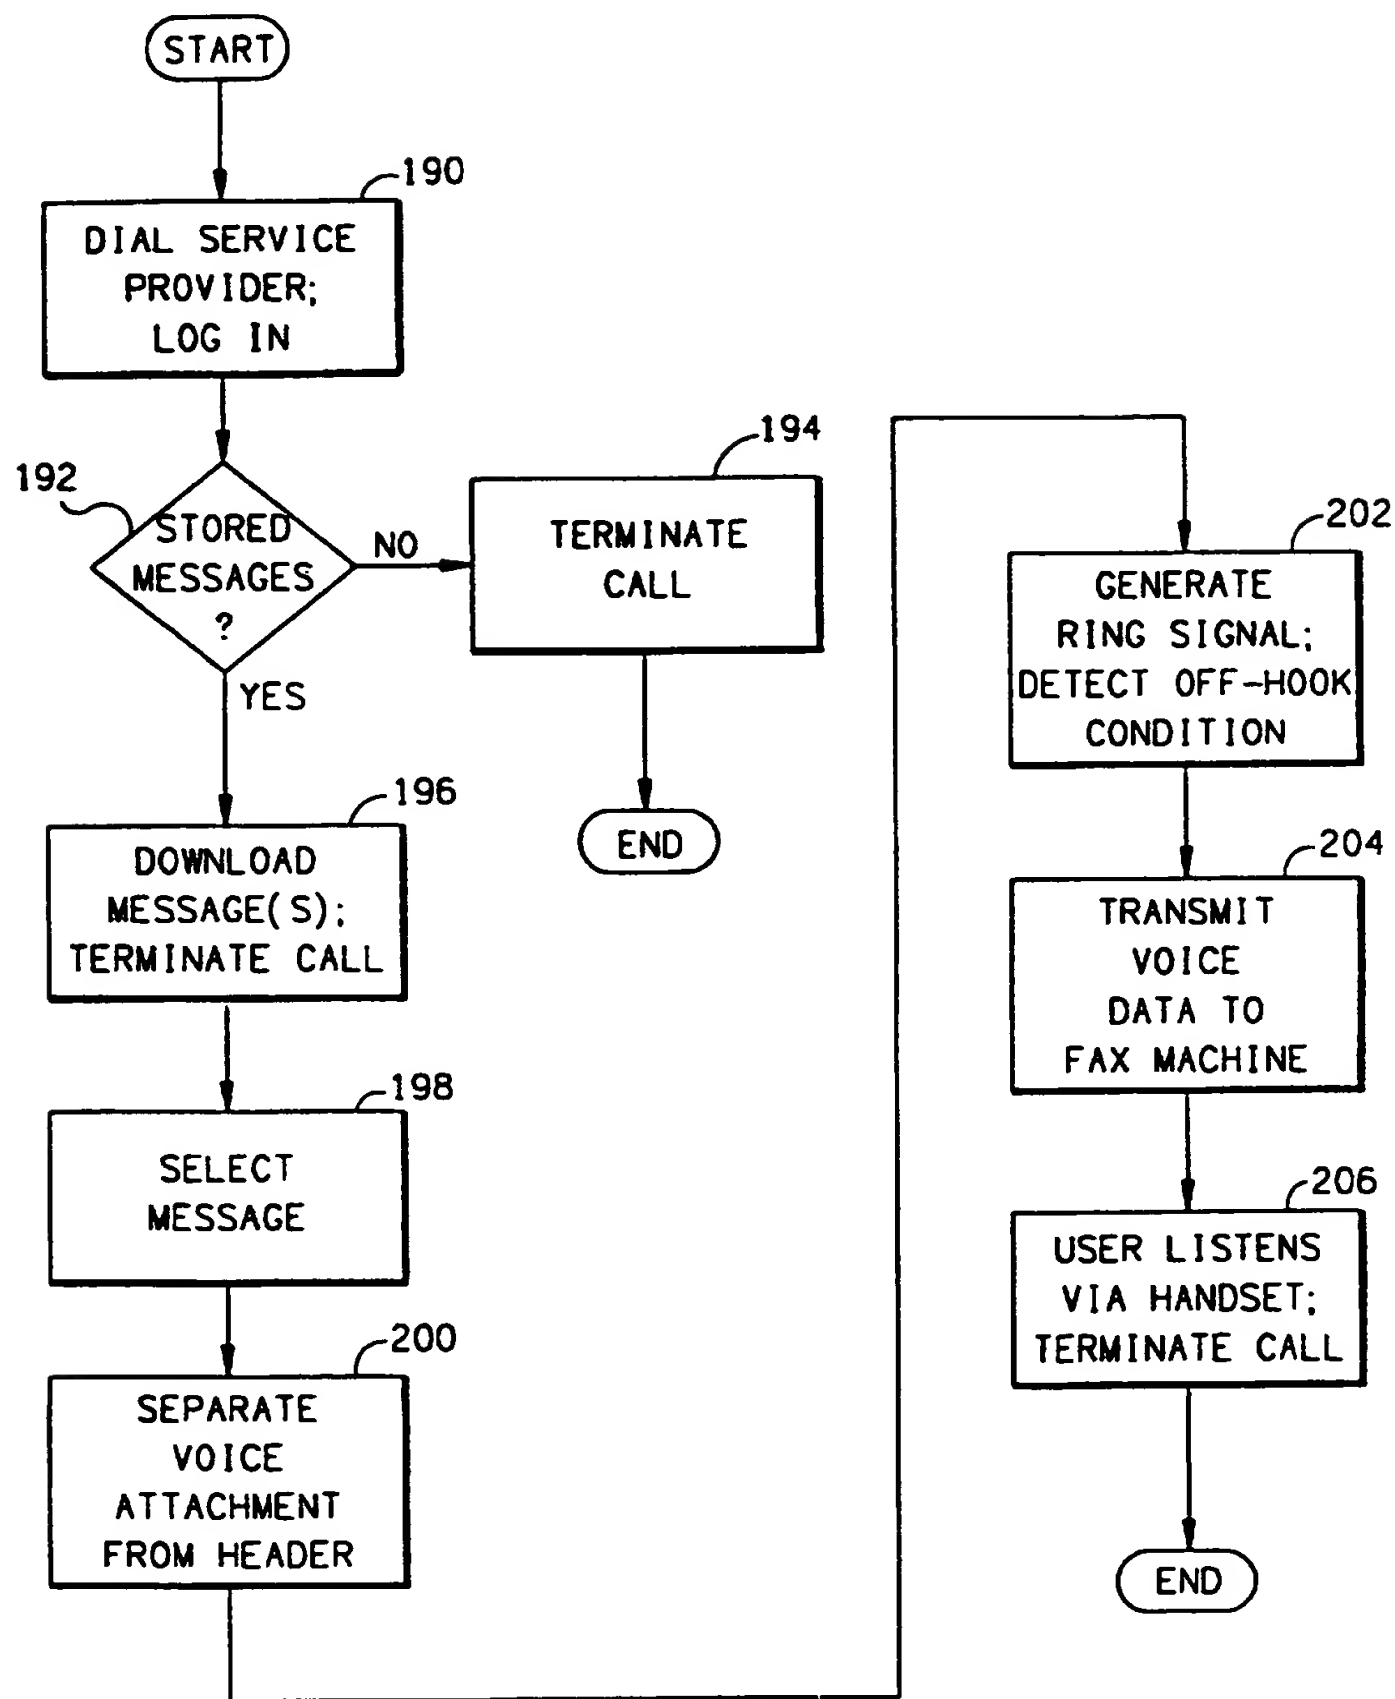 START
190
DIAL SERVICE
PROVIDER;
LOG IN
192
STORED
MESSAGES
?
NO
YES
194
TERMINATE
CALL
END
196
DOWNLOAD
MESSAGE(S);
TERMINATE CALL
198
SELECT
MESSAGE
200
SEPARATE
VOICE
ATTACHMENT
FROM HEADER
202
GENERATE
RING SIGNAL;
DETECT OFF-HOOK
CONDITION
204
TRANSMIT
VOICE
DATA TO
FAX MACHINE
206
USER LISTENS
VIA HANDSET;
TERMINATE CALL
END